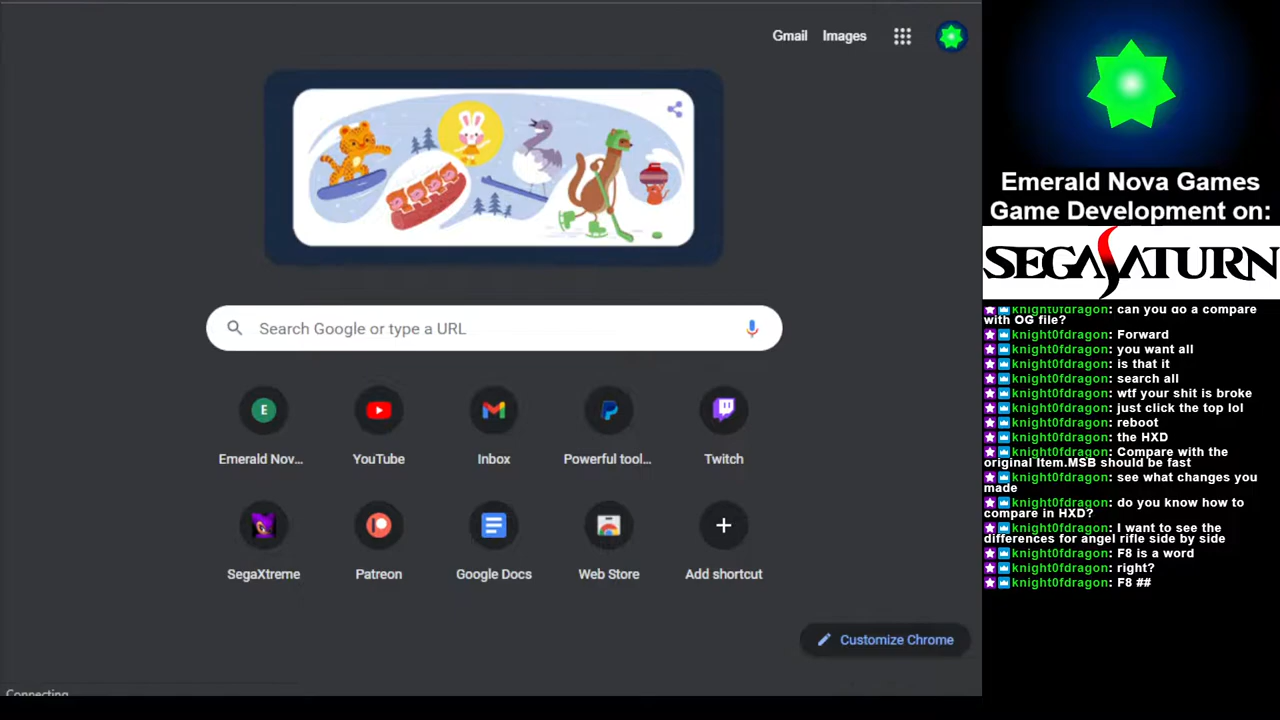 Gmail Images
Search Google or type a URL
E
Emerald Nov...
YouTube
Inbox
Powerful tool...
Twitch
SegaXtreme
Patreon
Google Docs
Web Store
Add shortcut
Customize Chrome
Connecting
Emerald Nova Games
Game Development on:
SEGA SATURN
knight0fdragon: can you do a compare
with OG file?
knight0fdragon: Forward
knight0fdragon: you want all
knight0fdragon: is that it
knight0fdragon: search all
knight0fdragon: wtf your shit is broke
knight0fdragon: just click the top lol
knight0fdragon: reboot
knight0fdragon: the HXD
knight0fdragon: Compare with the
original Item.MSB should be fast
knight0fdragon: see what changes you
made
knight0fdragon: do you know how to
compare in HXD?
knight0fdragon: I want to see the
differences for angel rifle side by side
knight0fdragon: F8 is a word
knight0fdragon: right?
knight0fdragon: F8 ##